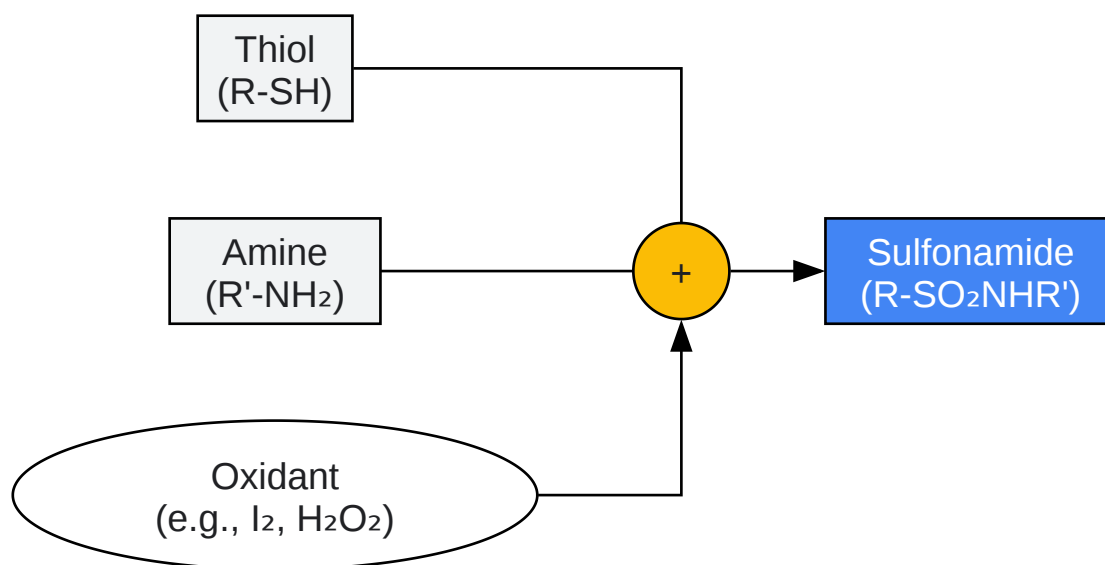 Thiol
(R-SH)
Amine
(R'-NH₂)
+
Sulfonamide
(R-SO₂NHR')
Oxidant
(e.g., I₂, H₂O₂)